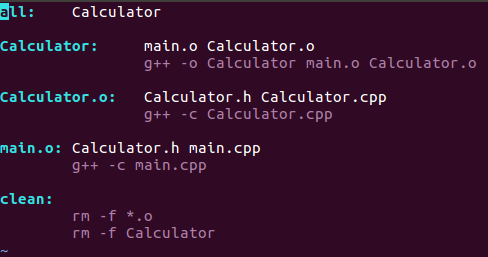 all:    Calculator
Calculator:     main.o Calculator.o
                g++ -o Calculator main.o Calculator.o
Calculator.o:   Calculator.h Calculator.cpp
                g++ -c Calculator.cpp
main.o: Calculator.h main.cpp
        g++ -c main.cpp
clean:
        rm -f *.o
        rm -f Calculator
~